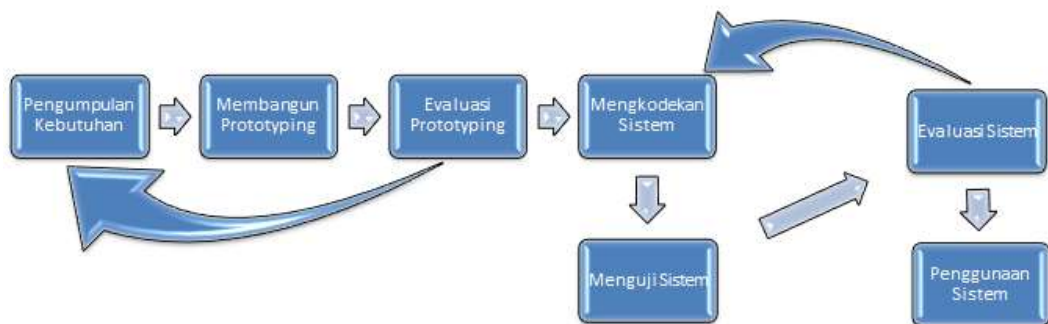 Pengumpulan
Kebutuhan
Membangun
Prototyping
Evaluasi
Prototyping
Mengkodekan
Sistem
Evaluasi Sistem
Menguji Sistem
Penggunaan
Sistem